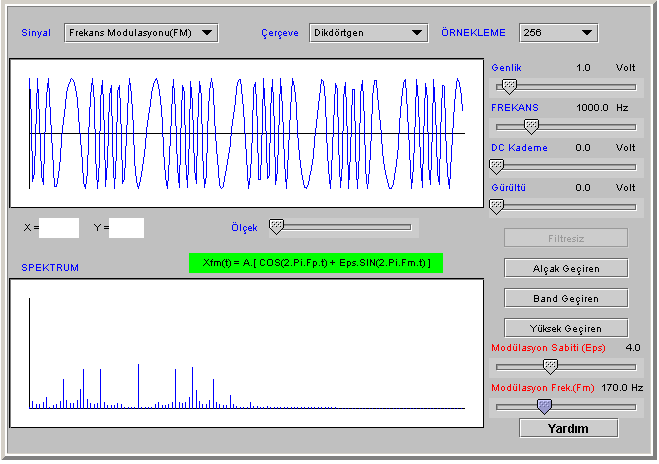 Sinyal Frekans Modulasyonu(FM) Çerçeve Dikdörtgen ÖRNEKLEME 256
Genlik 1.0 Volt
FREKANS 1000.0 Hz
DC Kademe 0.0 Volt
Gürültü 0.0 Volt
X = Y = Ölçek
Filtresiz
SPEKTRUM Xfm(t) = A.[ COS(2.Pi.Fp.t) + Eps.SIN(2.Pi.Fm.t) ]
Alçak Geçiren
Band Geçiren
Yüksek Geçiren
Modülasyon Sabiti (Eps) 4.0
Modülasyon Frek.(Fm) 170.0 Hz
Yardım